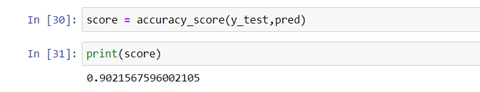 In [30]: score = accuracy_score(y_test,pred)
In [31]: print(score)
0.9021567596002105